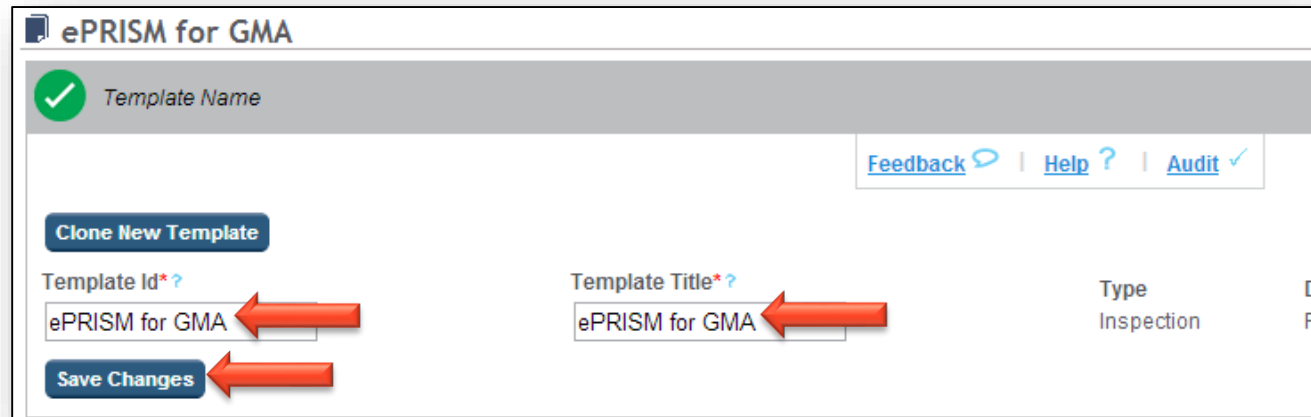 ePRISM for GMA
Template Name
Feedback | Help ? | Audit
Clone New Template
Template Id* ? Template Title* ? Type
ePRISM for GMA ePRISM for GMA Inspection
Save Changes